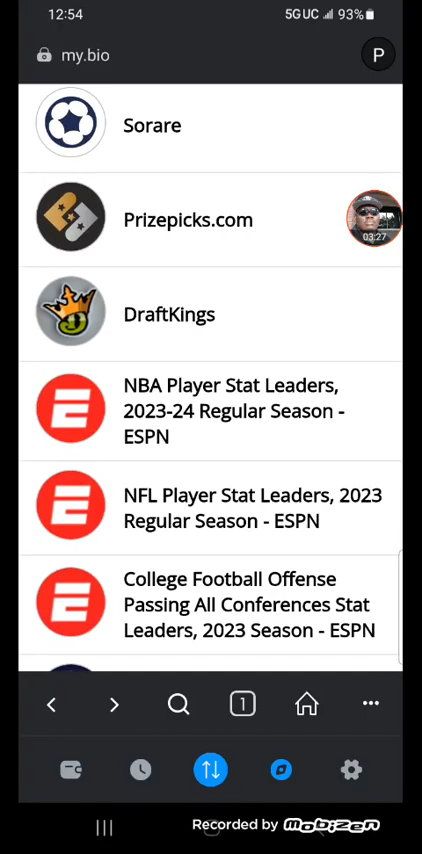 12:54
5G UC 93%
my.bio
P
Sorare
Prizepicks.com
03:27
DraftKings
NBA Player Stat Leaders,
2023-24 Regular Season -
ESPN
NFL Player Stat Leaders, 2023
Regular Season - ESPN
College Football Offense
Passing All Conferences Stat
Leaders, 2023 Season - ESPN
1
Recorded by MOBIZEN